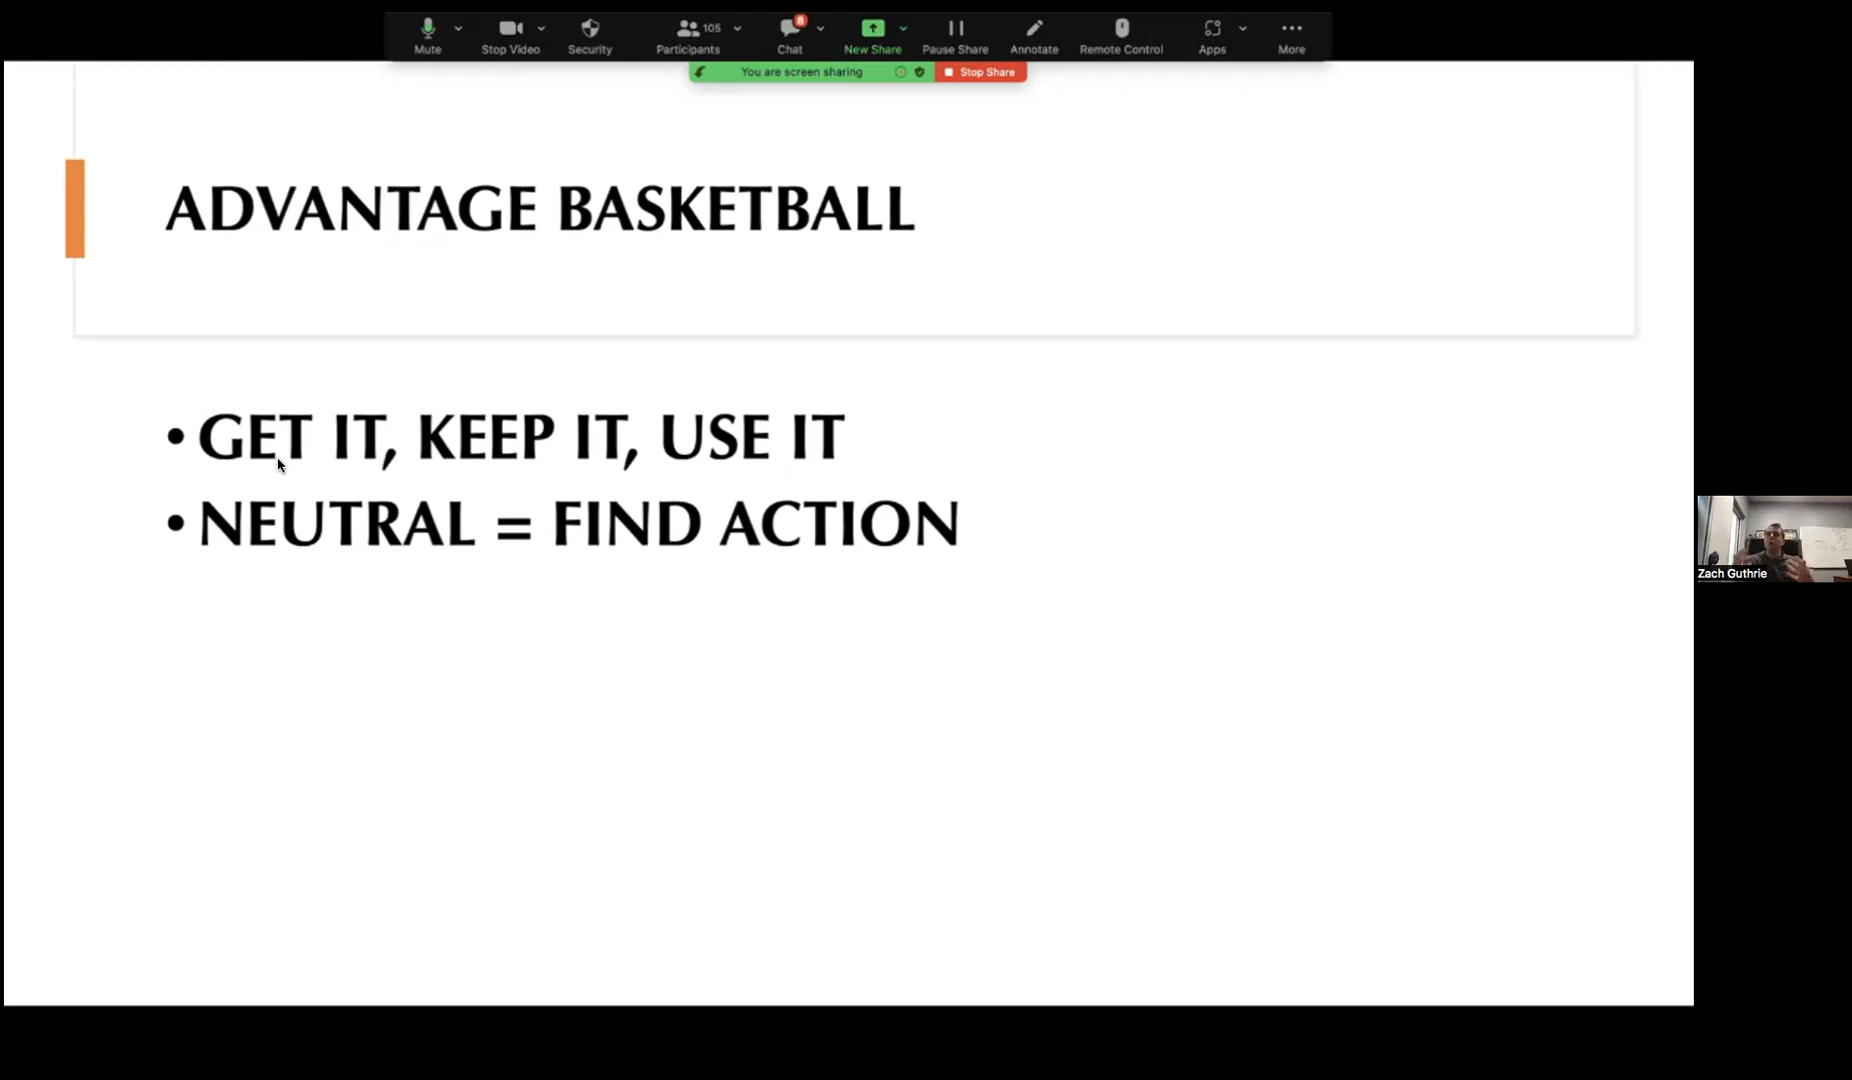 105
8
Mute
Stop Video
Security
Participants
Chat
New Share
Pause Share
Annotate
Remote Control
Apps
More
You are screen sharing
Stop Share
ADVANTAGE BASKETBALL
• GET IT, KEEP IT, USE IT
• NEUTRAL = FIND ACTION
Zach Guthrie